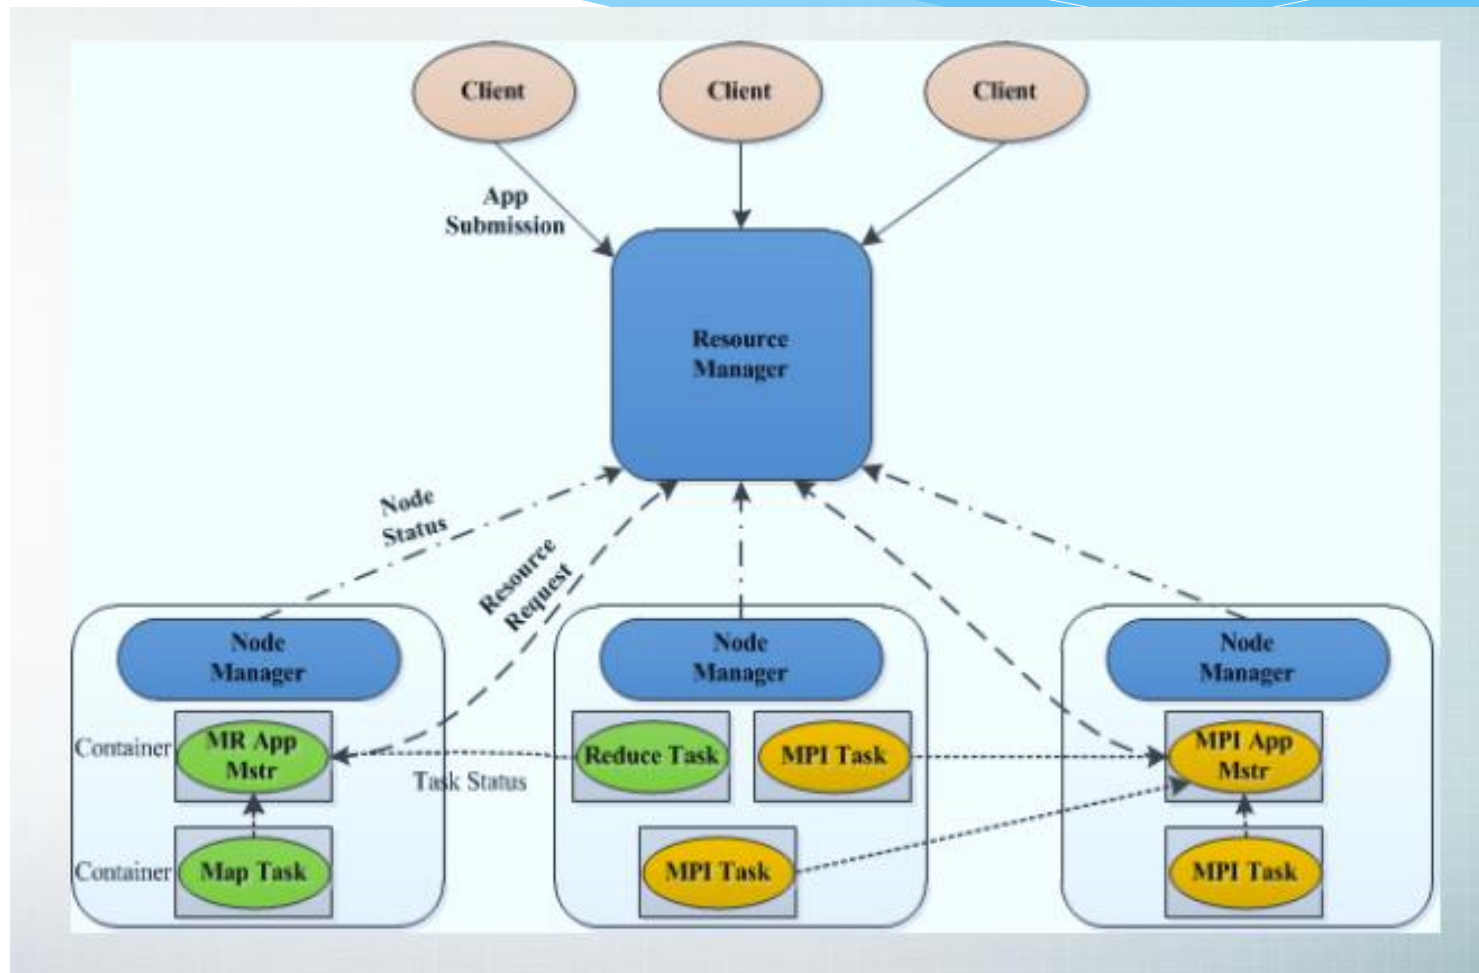 Client
Client
Client
App
Submission
Resource
Manager
Node
Status
Resource
Request
Node
Manager
Node
Manager
Node
Manager
Container
MR App
Mstr
Task Status
Reduce Task
MPI Task
MPI App
Mstr
Container
Map Task
MPI Task
MPI Task